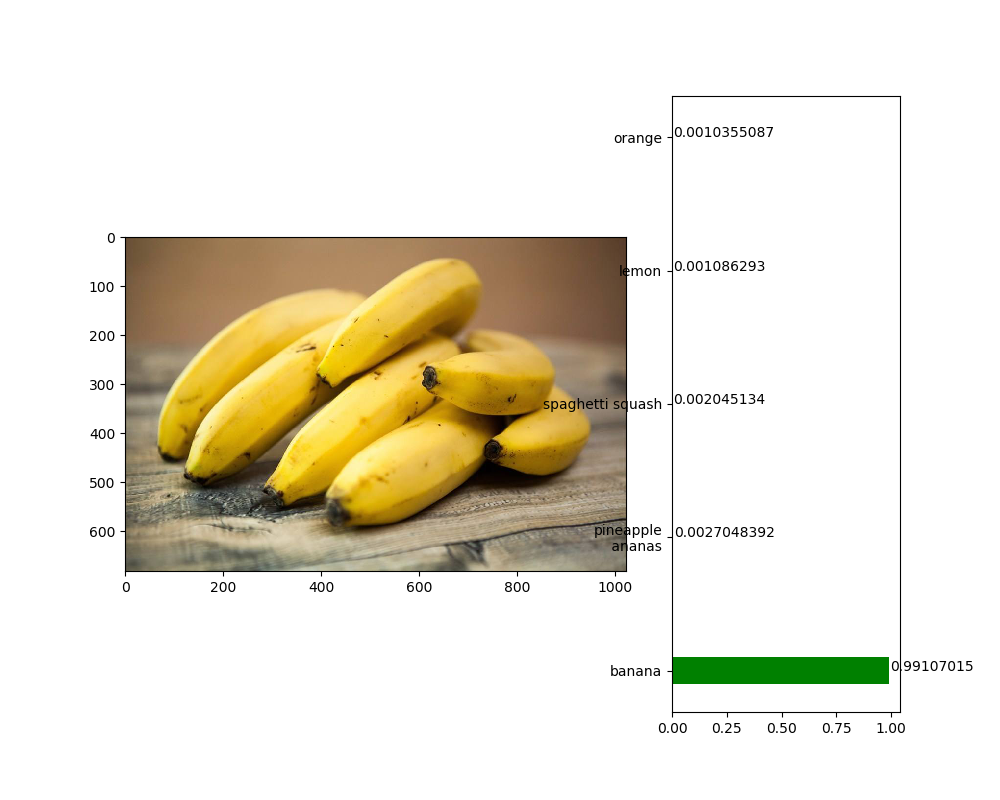 0
100
200
300
400
500
600
0 200 400 600 800 1000
orange 0.0010355087
lemon 0.001086293
spaghetti squash 0.002045134
pineapple 0.0027048392
ananas
banana 0.99107015
0.00 0.25 0.50 0.75 1.00